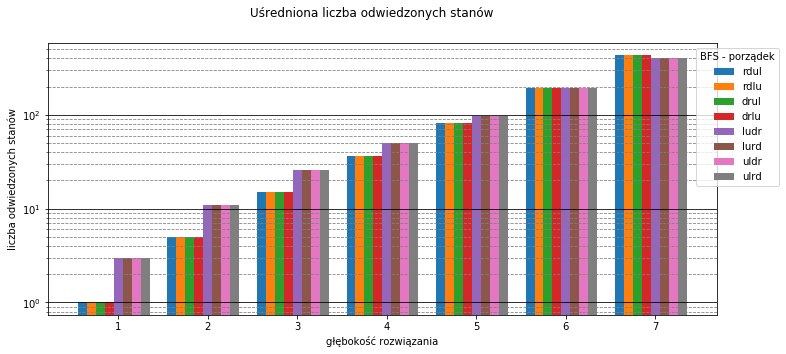 Uśredniona liczba odwiedzonych stanów
liczba odwiedzonych stanów
10²
10¹
10⁰
1 2 3 4 5 6 7
głębokość rozwiązania
BFS - porządek
rdul
rdlu
drul
drlu
ludr
lurd
uldr
ulrd